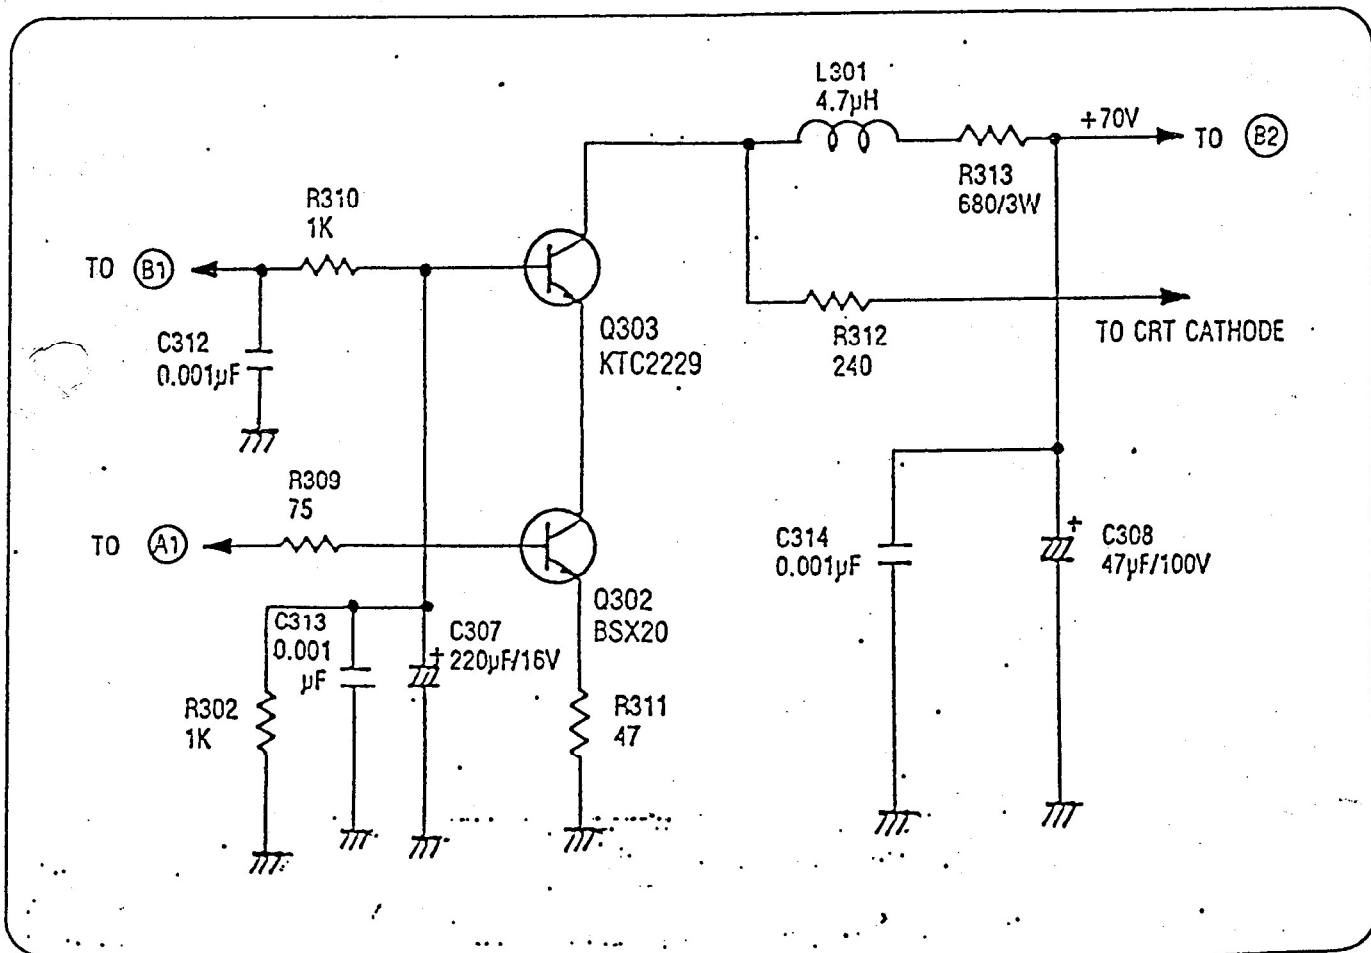 L301
4.7µH
+70V
TO B2
R313
680/3W
R310
1K
TO B1
C312
0.001µF
Q303
KTC2229
R312
240
TO CRT CATHODE
R309
75
TO A1
C314
0.001µF
+
C308
47µF/100V
Q302
BSX20
C313
0.001
µF
+
C307
220µF/16V
R302
1K
R311
47